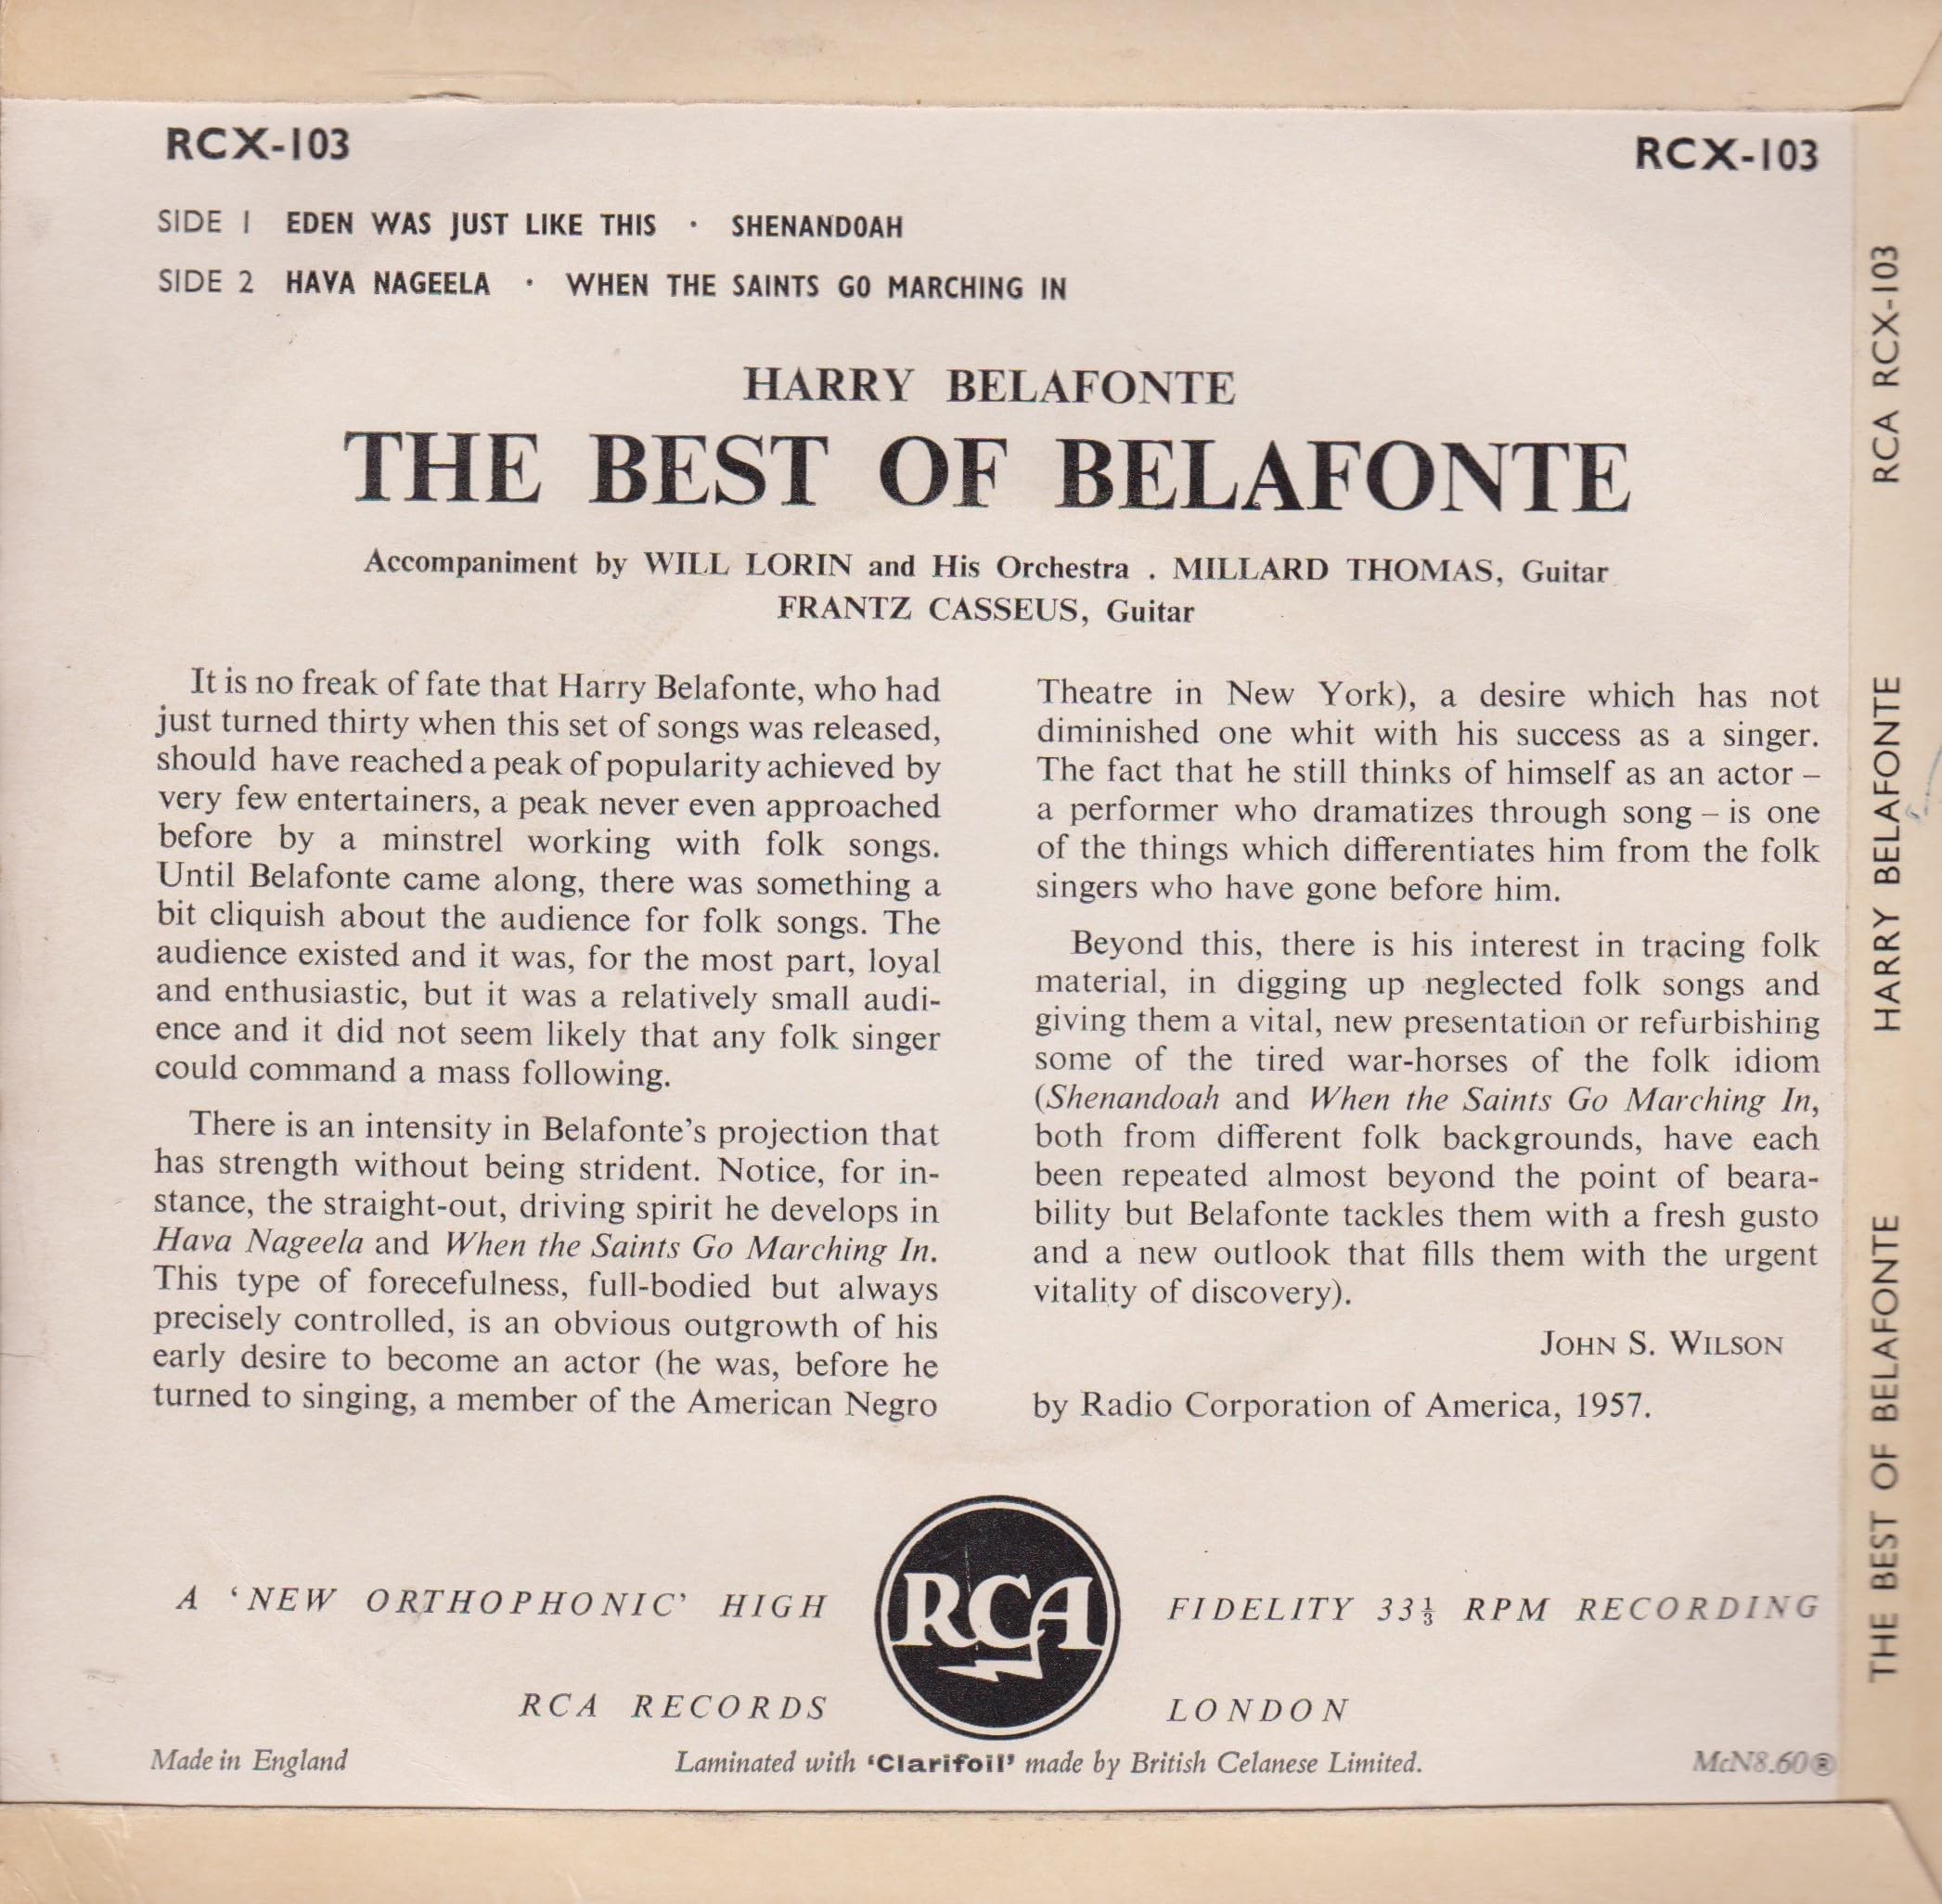 RCX-103
RCX-103
SIDE 1 EDEN WAS JUST LIKE THIS · SHENANDOAH
SIDE 2 HAVA NAGEELA · WHEN THE SAINTS GO MARCHING IN
HARRY BELAFONTE
THE BEST OF BELAFONTE
Accompaniment by WILL LORIN and His Orchestra . MILLARD THOMAS, Guitar
FRANTZ CASSEUS, Guitar
It is no freak of fate that Harry Belafonte, who had
just turned thirty when this set of songs was released,
should have reached a peak of popularity achieved by
very few entertainers, a peak never even approached
before by a minstrel working with folk songs.
Until Belafonte came along, there was something a
bit cliquish about the audience for folk songs. The
audience existed and it was, for the most part, loyal
and enthusiastic, but it was a relatively small audi-
ence and it did not seem likely that any folk singer
could command a mass following.
There is an intensity in Belafonte's projection that
has strength without being strident. Notice, for in-
stance, the straight-out, driving spirit he develops in
Hava Nageela and When the Saints Go Marching In.
This type of forecefulness, full-bodied but always
precisely controlled, is an obvious outgrowth of his
early desire to become an actor (he was, before he
turned to singing, a member of the American Negro
Theatre in New York), a desire which has not
diminished one whit with his success as a singer.
The fact that he still thinks of himself as an actor –
a performer who dramatizes through song – is one
of the things which differentiates him from the folk
singers who have gone before him.
Beyond this, there is his interest in tracing folk
material, in digging up neglected folk songs and
giving them a vital, new presentation or refurbishing
some of the tired war-horses of the folk idiom
(Shenandoah and When the Saints Go Marching In,
both from different folk backgrounds, have each
been repeated almost beyond the point of beara-
bility but Belafonte tackles them with a fresh gusto
and a new outlook that fills them with the urgent
vitality of discovery).
JOHN S. WILSON
by Radio Corporation of America, 1957.
A 'NEW ORTHOPHONIC' HIGH FIDELITY 33⅓ RPM RECORDING
RCA
RCA RECORDS LONDON
Made in England
Laminated with 'Clarifoil' made by British Celanese Limited.
McN8.60®
RCA RCX-103
HARRY BELAFONTE
THE BEST OF BELAFONTE